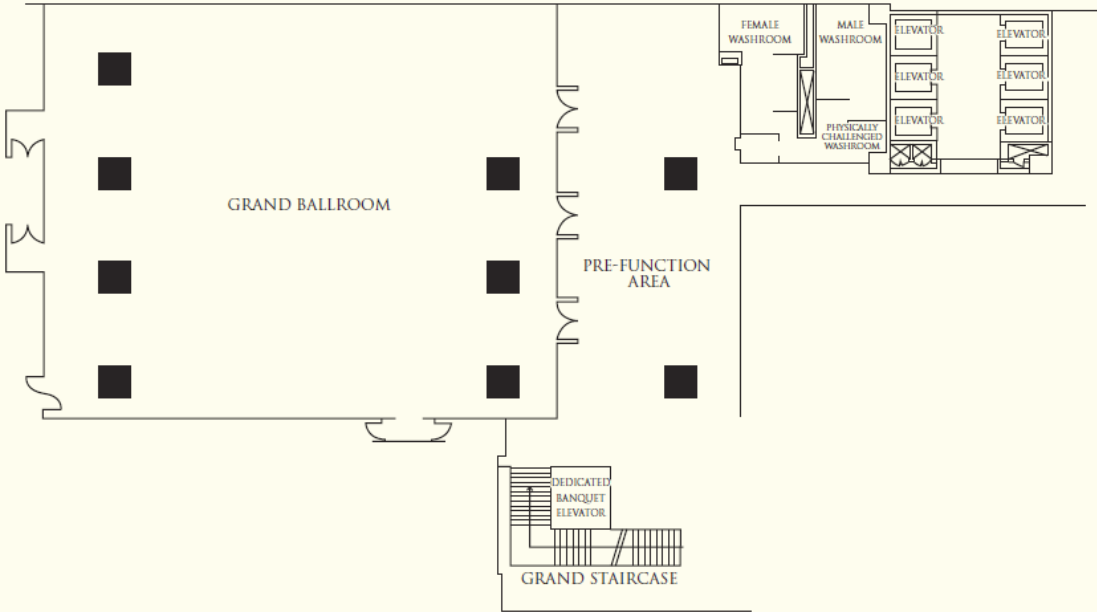 FEMALE
WASHROOM
MALE
WASHROOM
ELEVATOR
ELEVATOR
ELEVATOR
ELEVATOR
ELEVATOR
ELEVATOR
PHYSICALLY
CHALLENGED
WASHROOM
GRAND BALLROOM
PRE-FUNCTION
AREA
DEDICATED
BANQUET
ELEVATOR
GRAND STAIRCASE